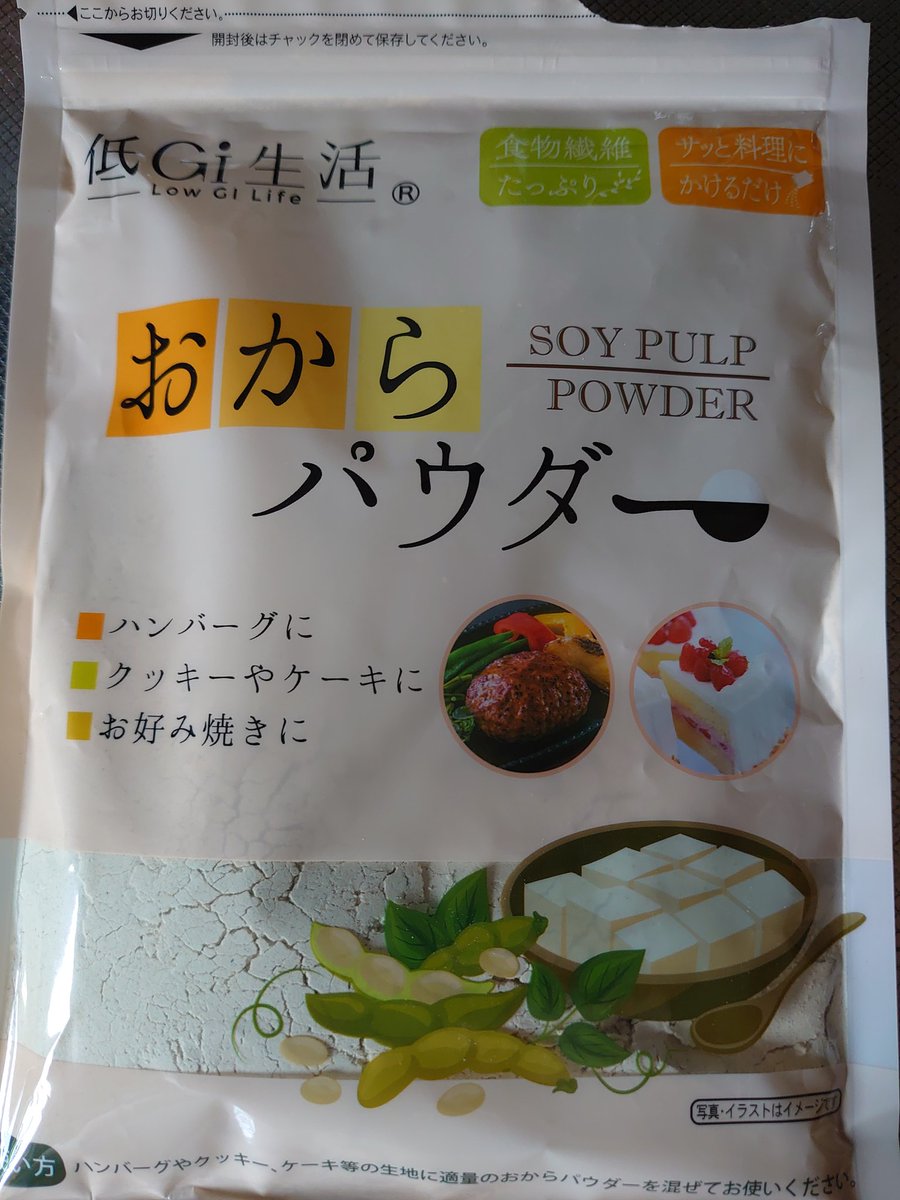 ここからお切りください。
開封後はチャックを閉めて保存してください。
低Gi生活
Low GI Life ®
食物繊維
たっぷり
サッと料理に
かけるだけ
おから
パウダー
SOY PULP
POWDER
ハンバーグに
クッキーやケーキに
お好み焼きに
写真・イラストはイメージです
い方
ハンバーグやクッキー、ケーキ等の生地に適量のおからパウダーを混ぜてお使いください。